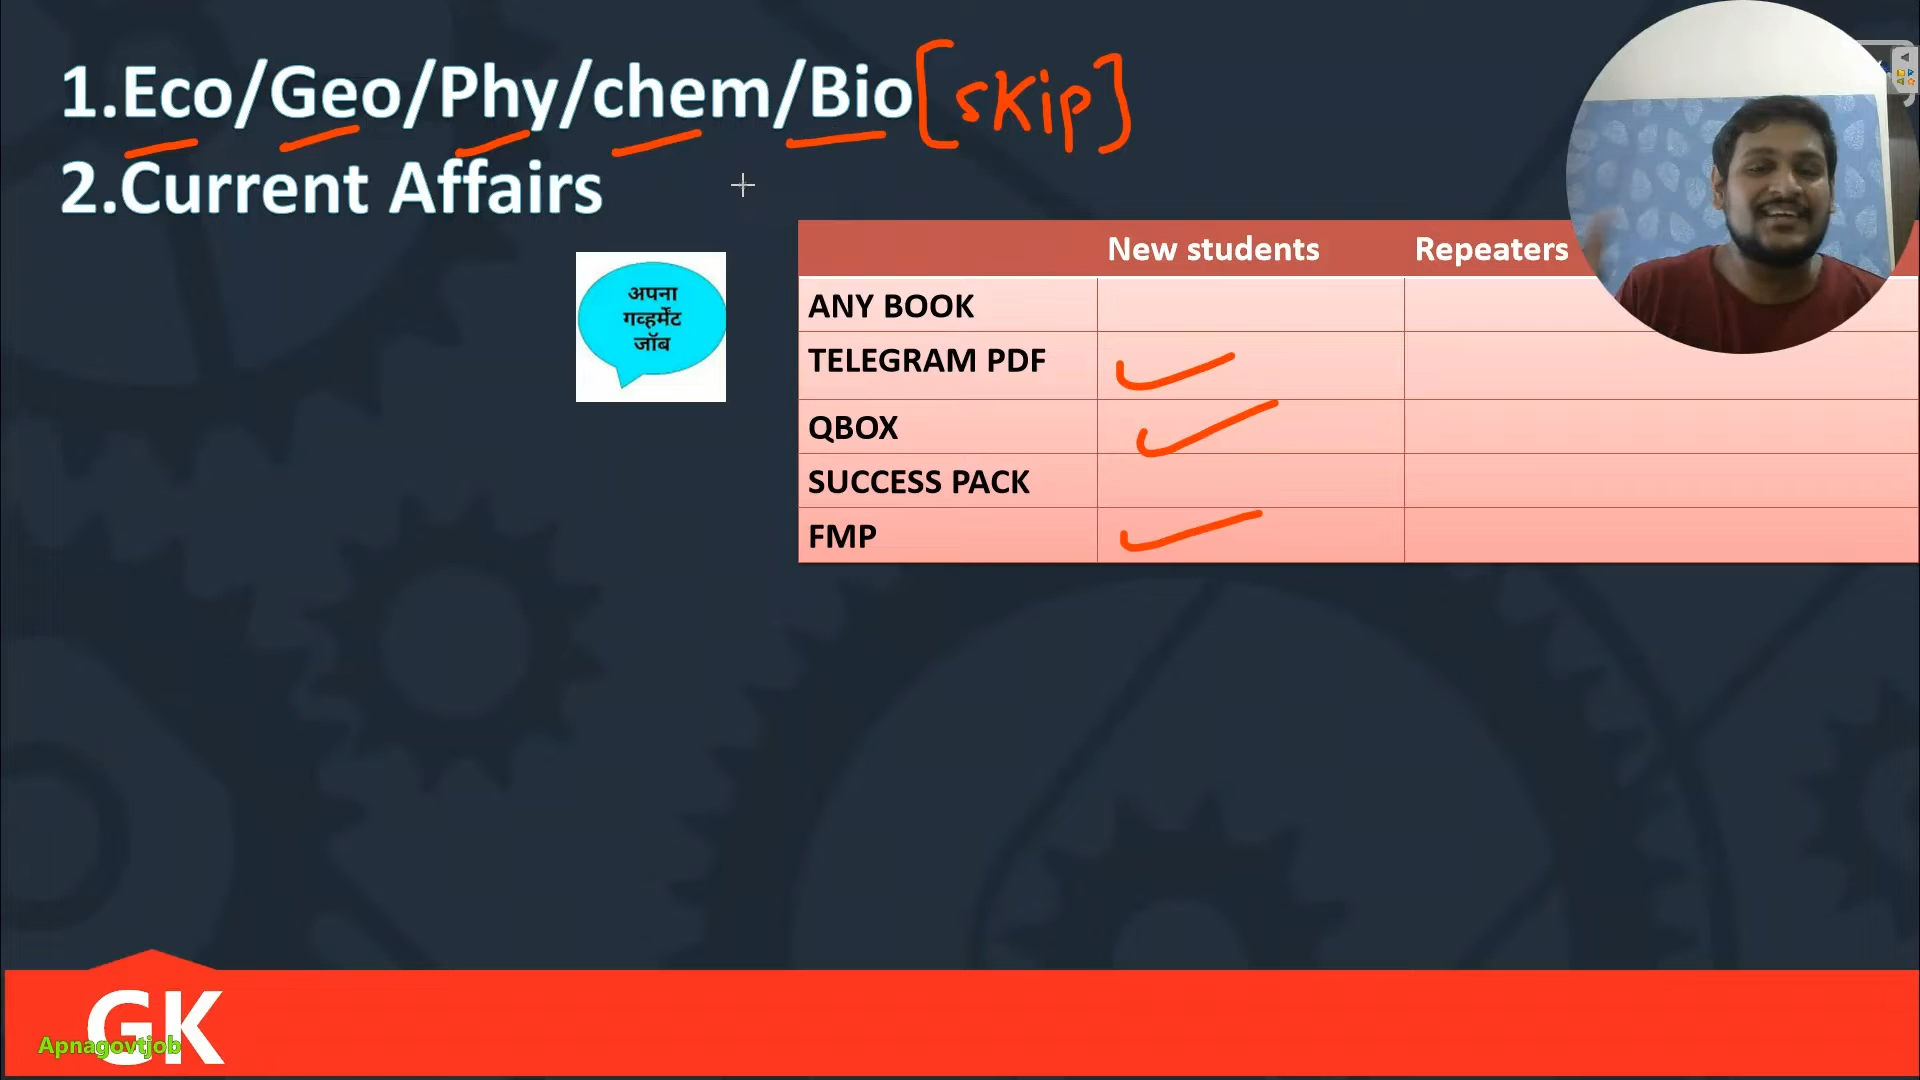 1.Eco/Geo/Phy/chem/Bio [skip]
2.Current Affairs
अपना
गव्हर्मेंट
जॉब
New students Repeaters
ANY BOOK
TELEGRAM PDF
QBOX
SUCCESS PACK
FMP
GK
Apnagovtjob